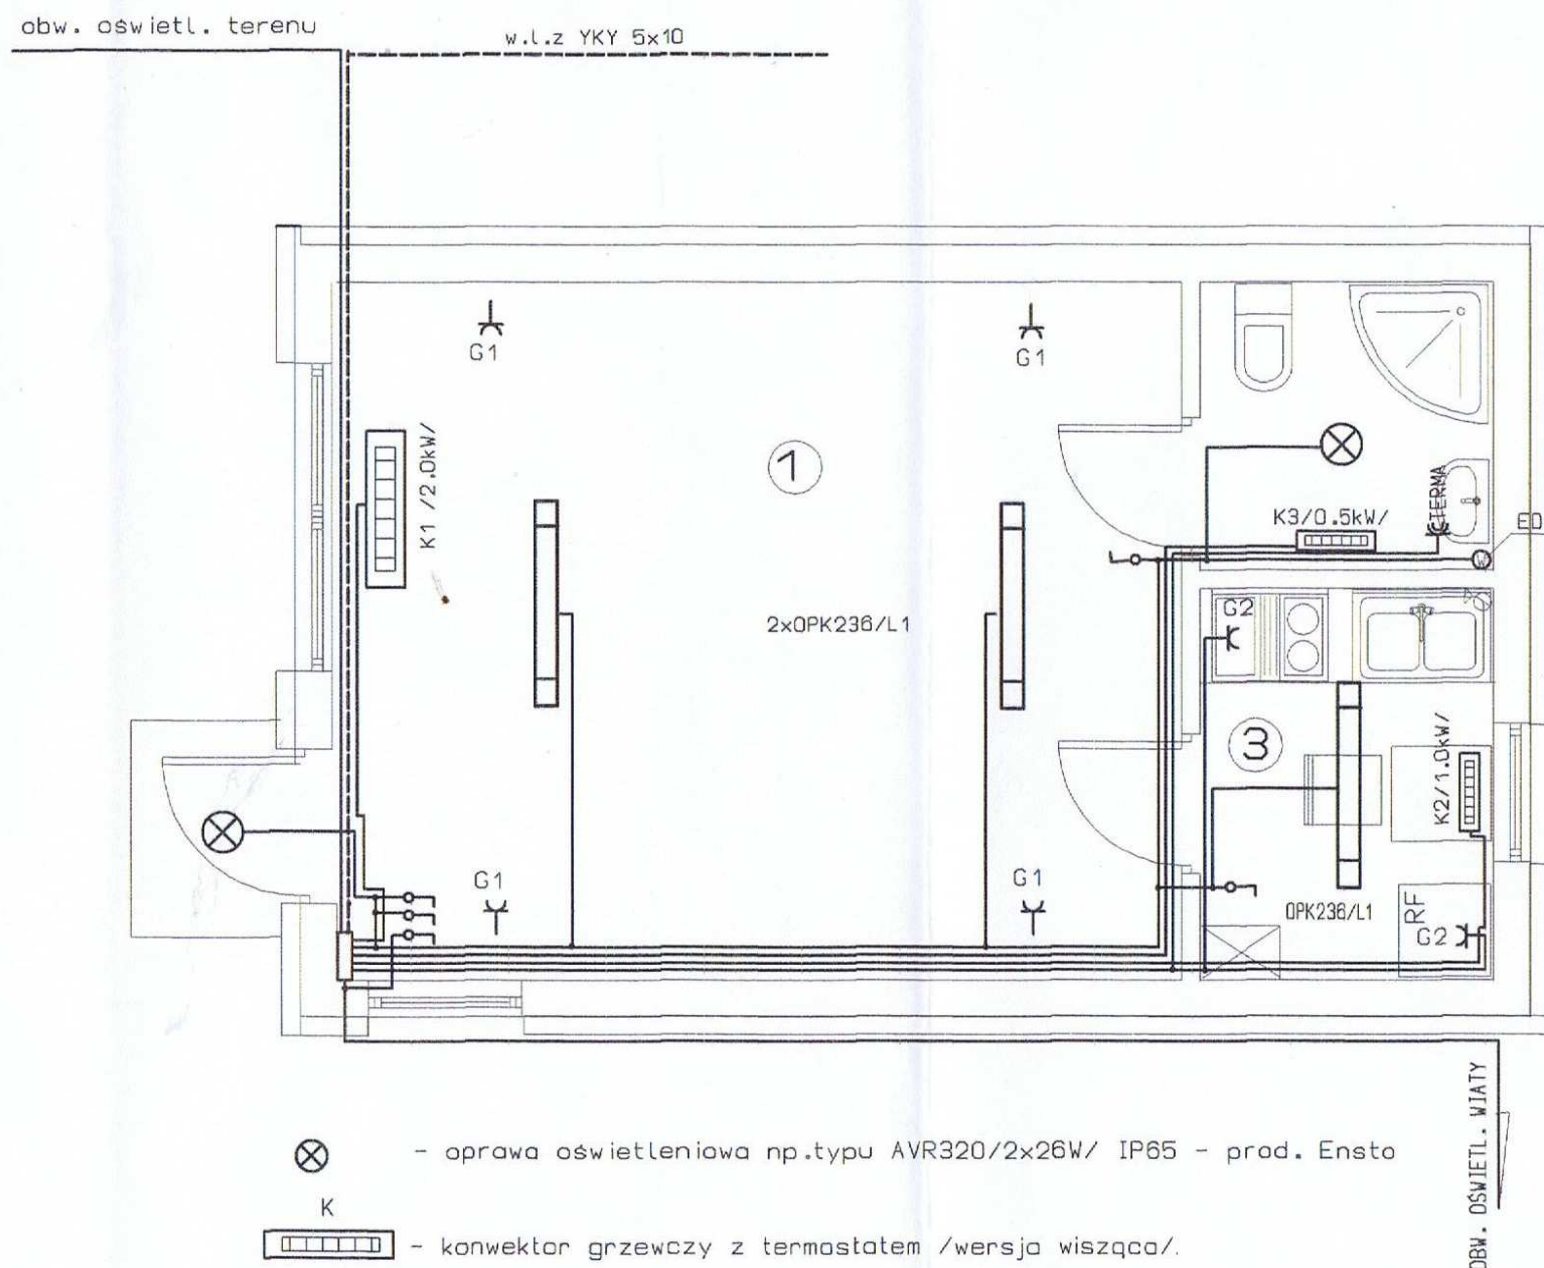 obw. oświetl. terenu
w.l.z YKY 5x10
G1
G1
K1 /2.0kW/
1
K3/0.5kW/
TERMA
W
2xOPK236/L1
G2
3
K2/1.0kW/
G1
G1
OPK236/L1
RF
G2
OBW. OŚWIETL. WIATY
- oprawa oświetleniowa np.typu AVR320/2x26W/ IP65 - prod. Ensto
K
- konwektor grzewczy z termostatem /wersja wisząca/.